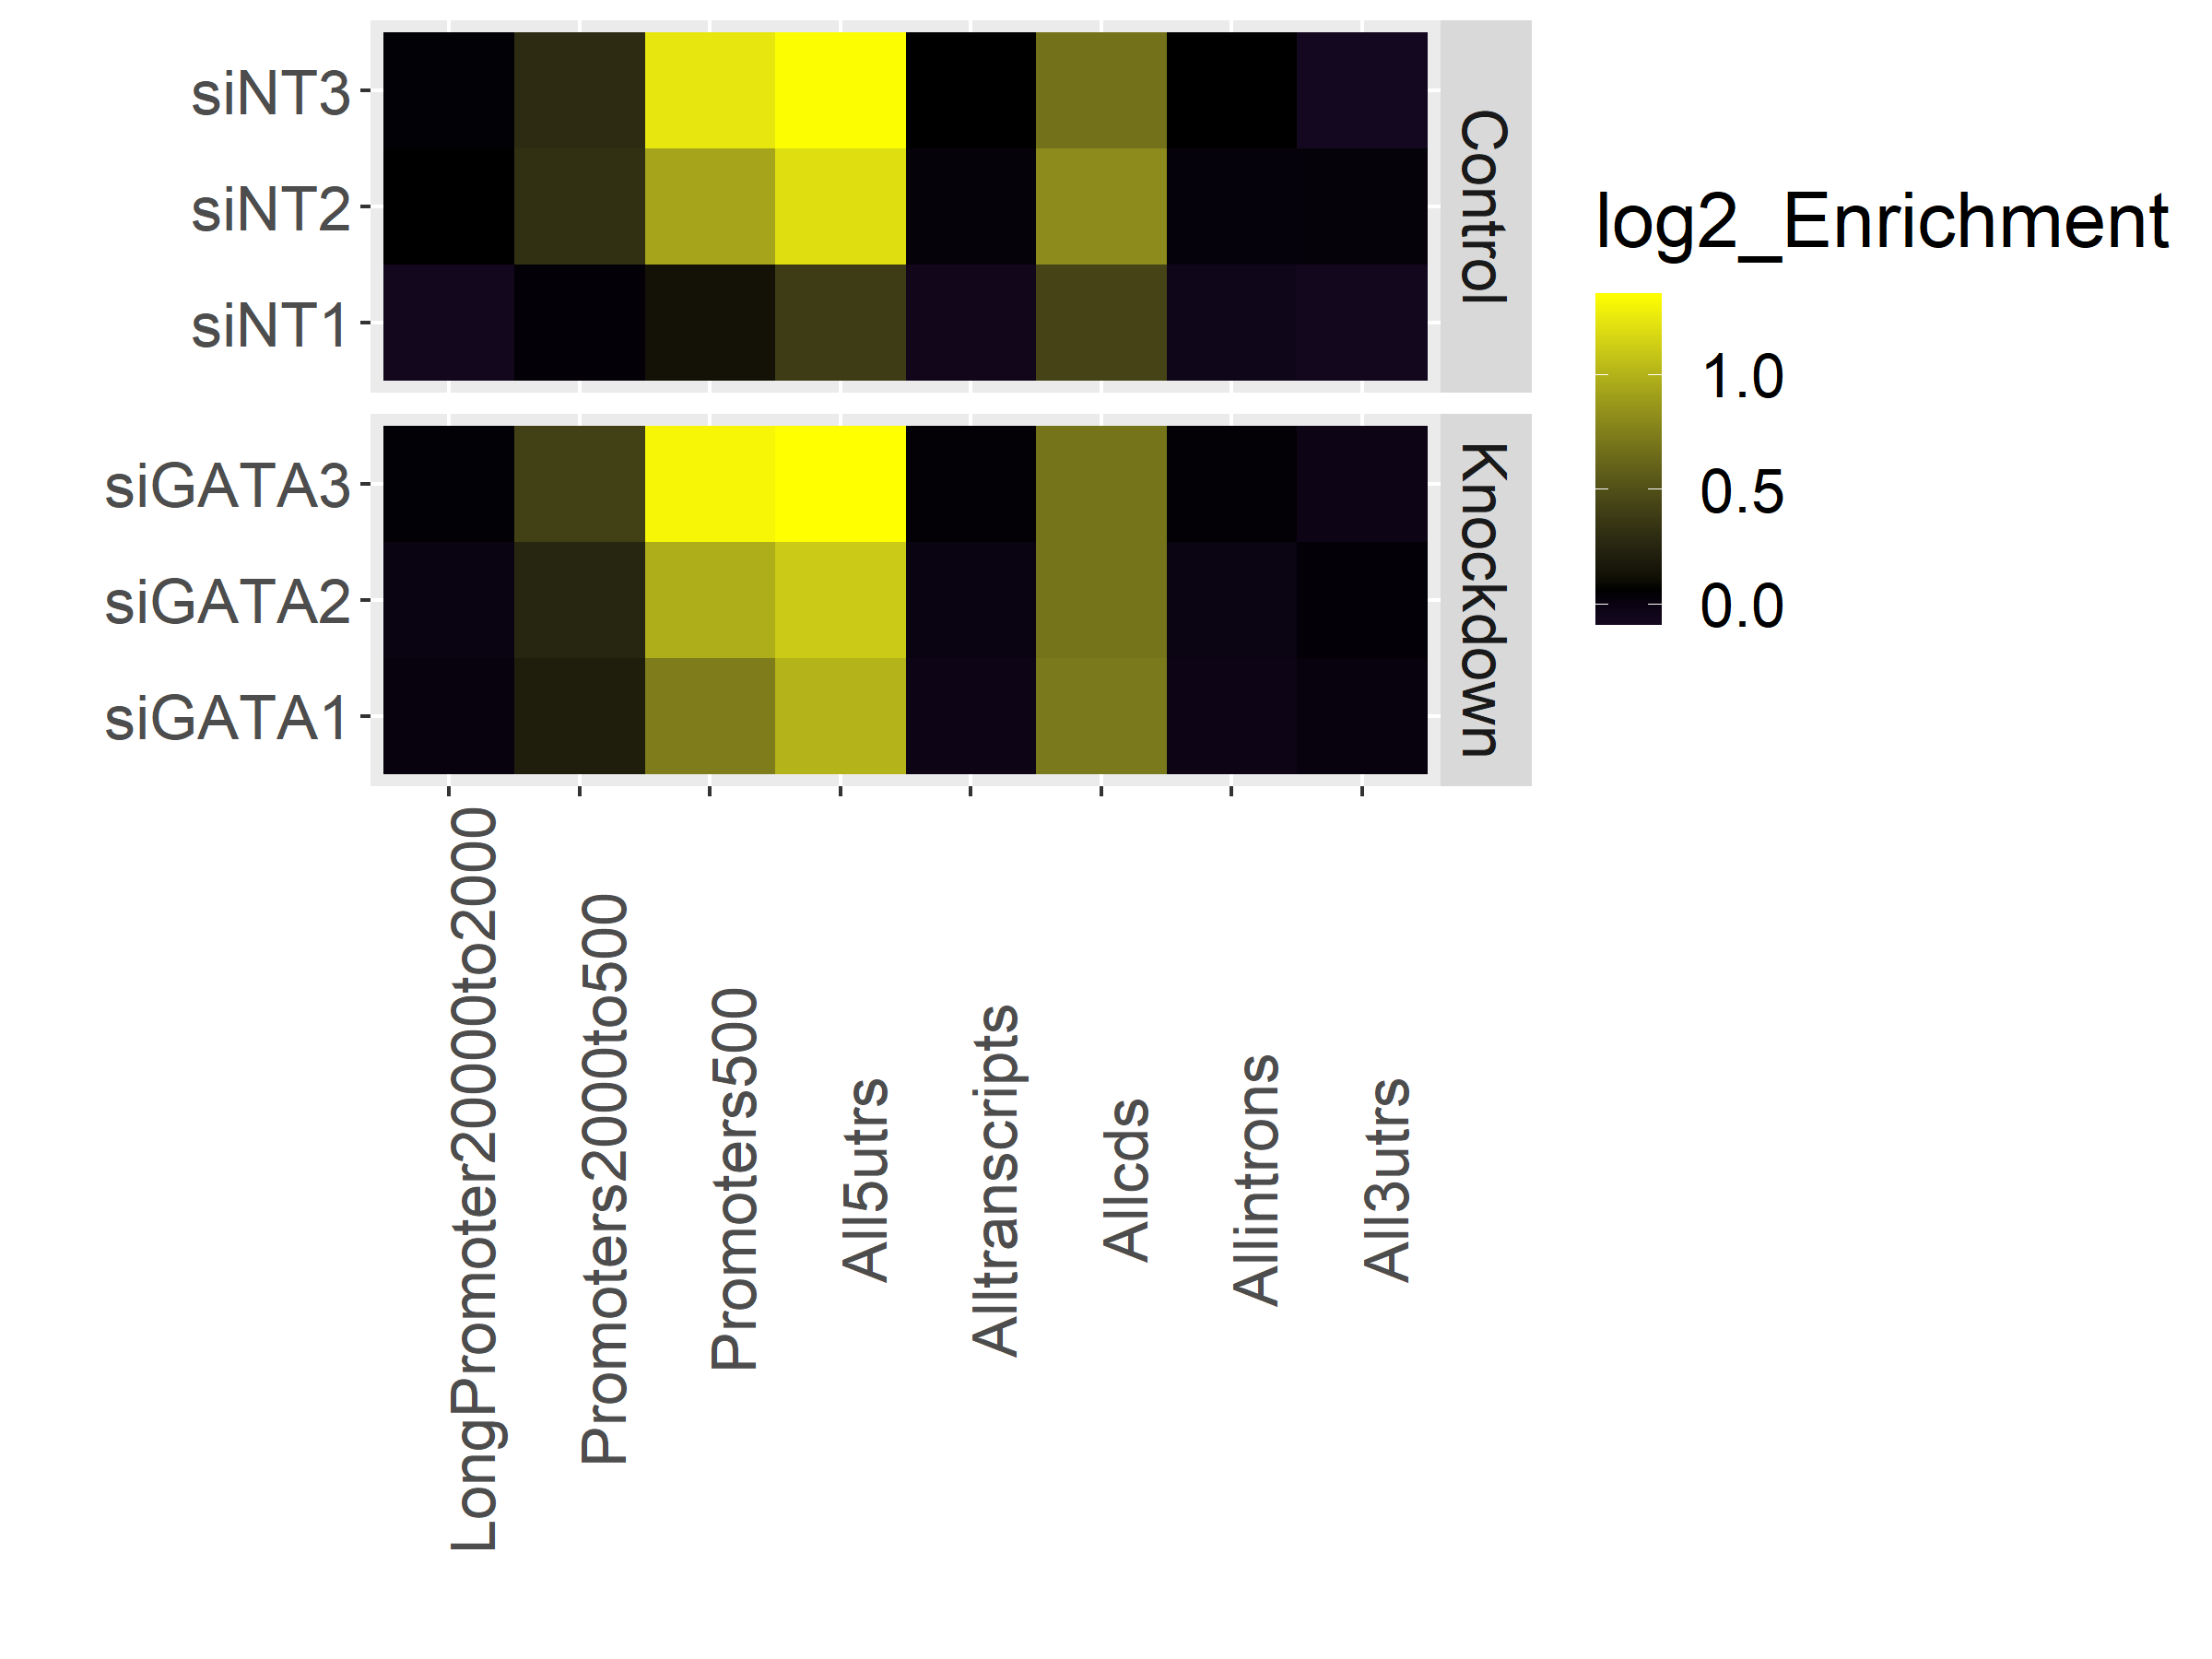 siNT3
siNT2
siNT1
Control
siGATA3
siGATA2
siGATA1
Knockdown
LongPromoter20000to2000
Promoters2000to500
Promoters500
All5utrs
Alltranscripts
Allcds
Allintrons
All3utrs
log2_Enrichment
1.0
0.5
0.0